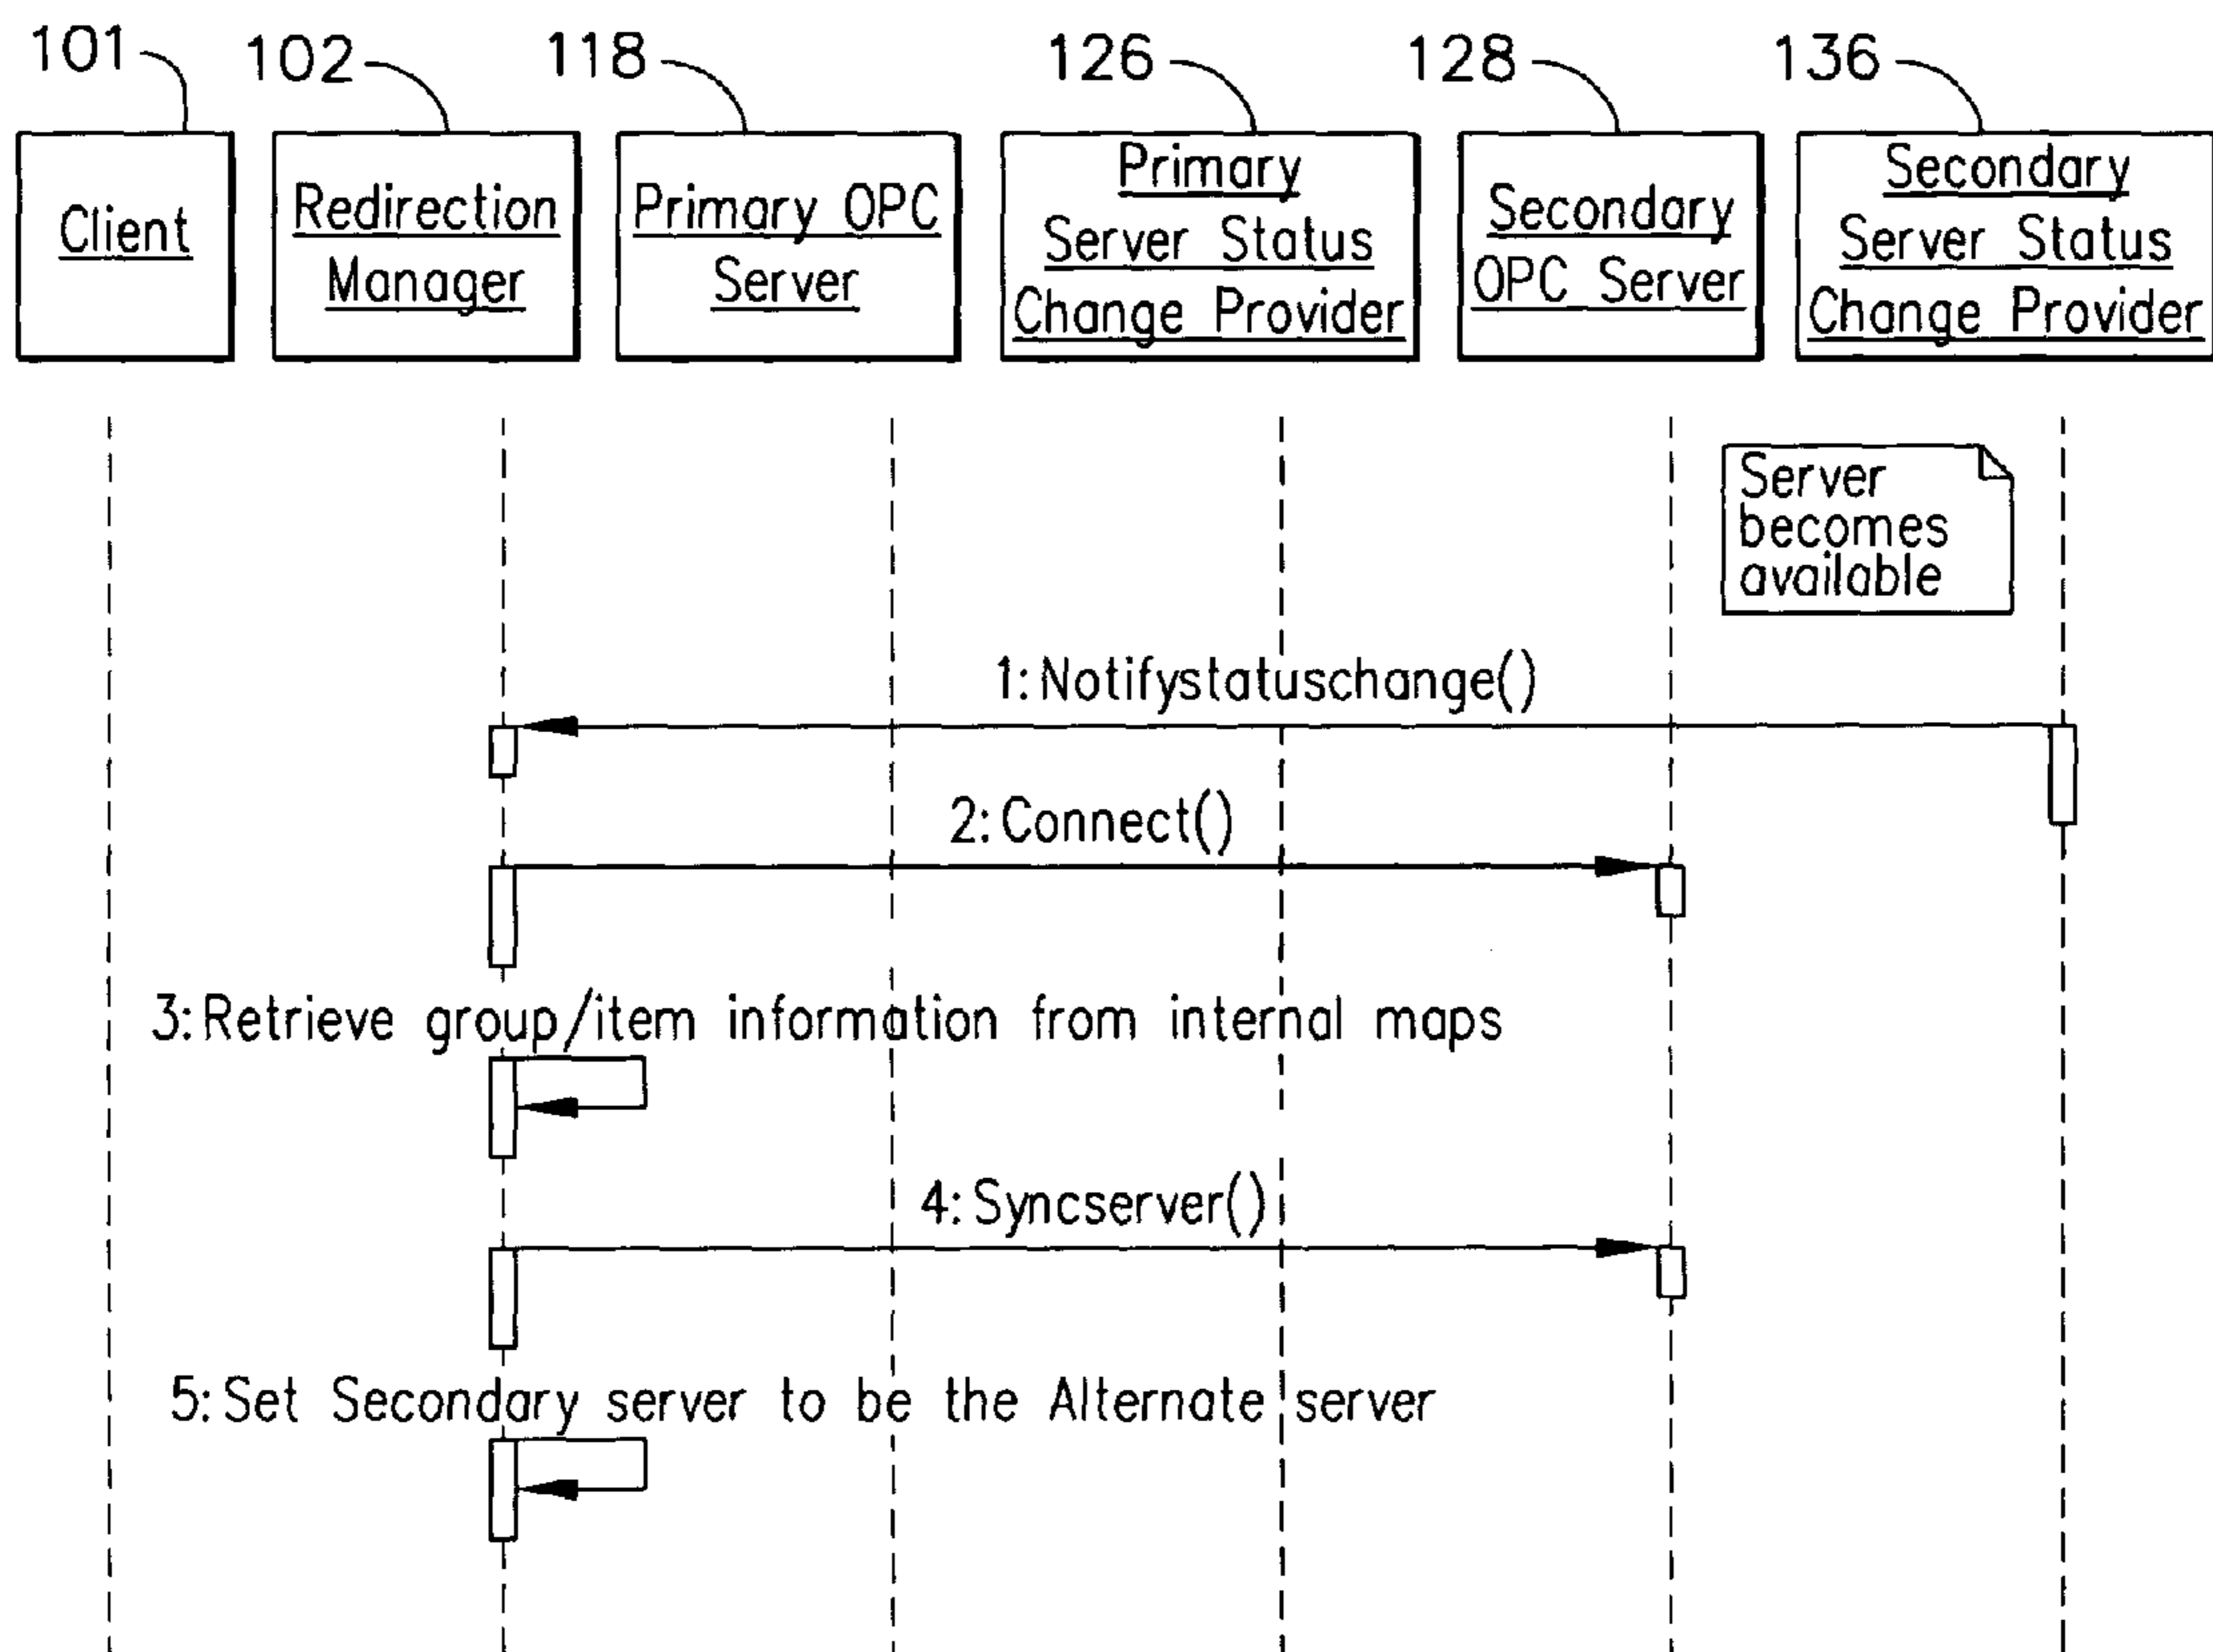 101
102
118
126
128
136
Client
Redirection
Manager
Primary OPC
Server
Primary
Server Status
Change Provider
Secondary
OPC Server
Secondary
Server Status
Change Provider
Server
becomes
available
1:Notifystatuschange()
2:Connect()
3:Retrieve group/item information from internal maps
4:Syncserver()
5:Set Secondary server to be the Alternate server